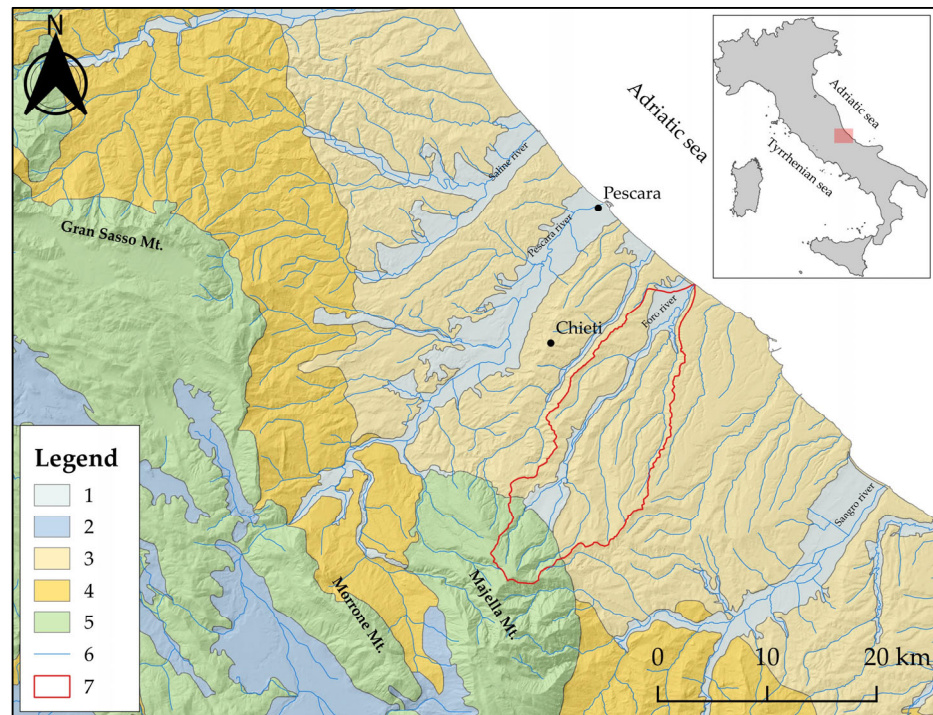 N
Adriatic sea
Adriatic sea
Tyrrhenian sea
Saline river
Pescara
Pescara river
Gran Sasso Mt.
Foro river
Chieti
Legend
1
2
3
4
5
6
7
Sangro river
Majella Mt.
Morrone Mt.
0 10 20 km